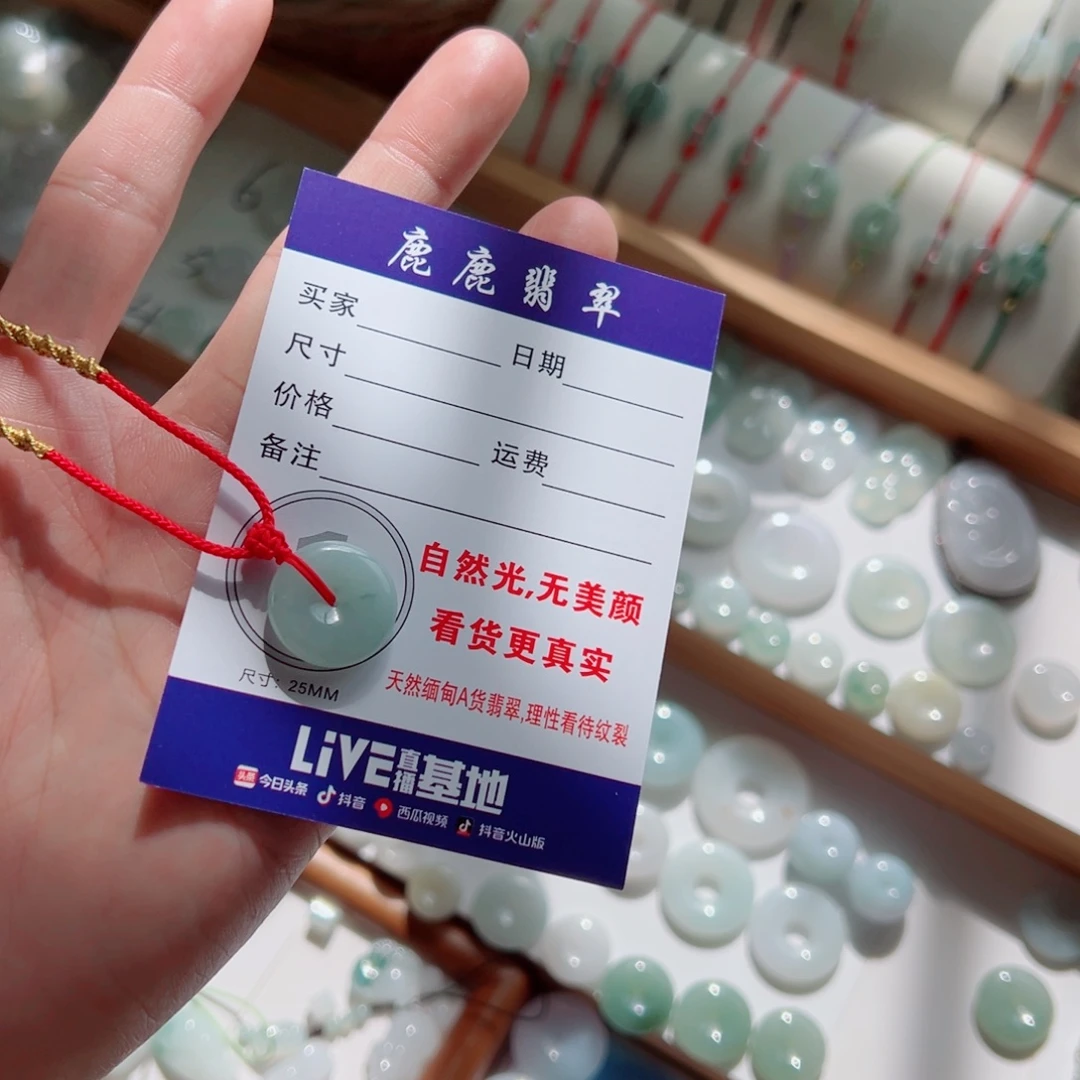 鹿鹿翡翠
买家 日期
尺寸
价格 运费
备注
自然光,无美颜
看货更真实
尺寸: 25MM
天然缅甸A货翡翠,理性看待纹裂
LiVE直播基地
头条 今日头条 抖音 西瓜视频 抖音火山版